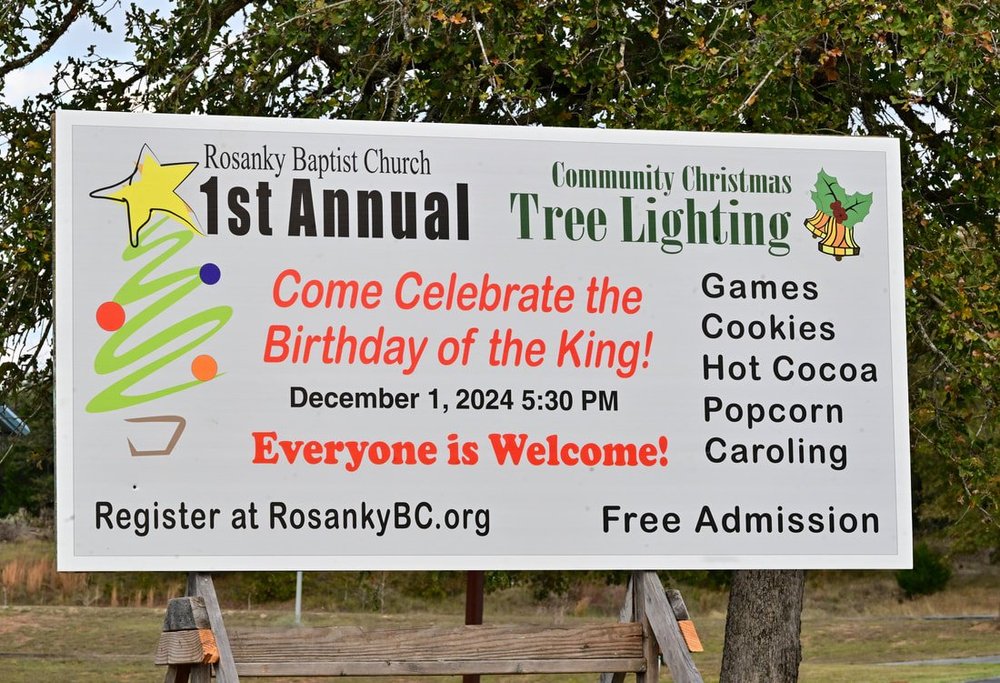 Rosanky Baptist Church
1st Annual
Community Christmas
Tree Lighting
Come Celebrate the
Birthday of the King!
December 1, 2024 5:30 PM
Everyone is Welcome!
Games
Cookies
Hot Cocoa
Popcorn
Caroling
Register at RosankyBC.org
Free Admission